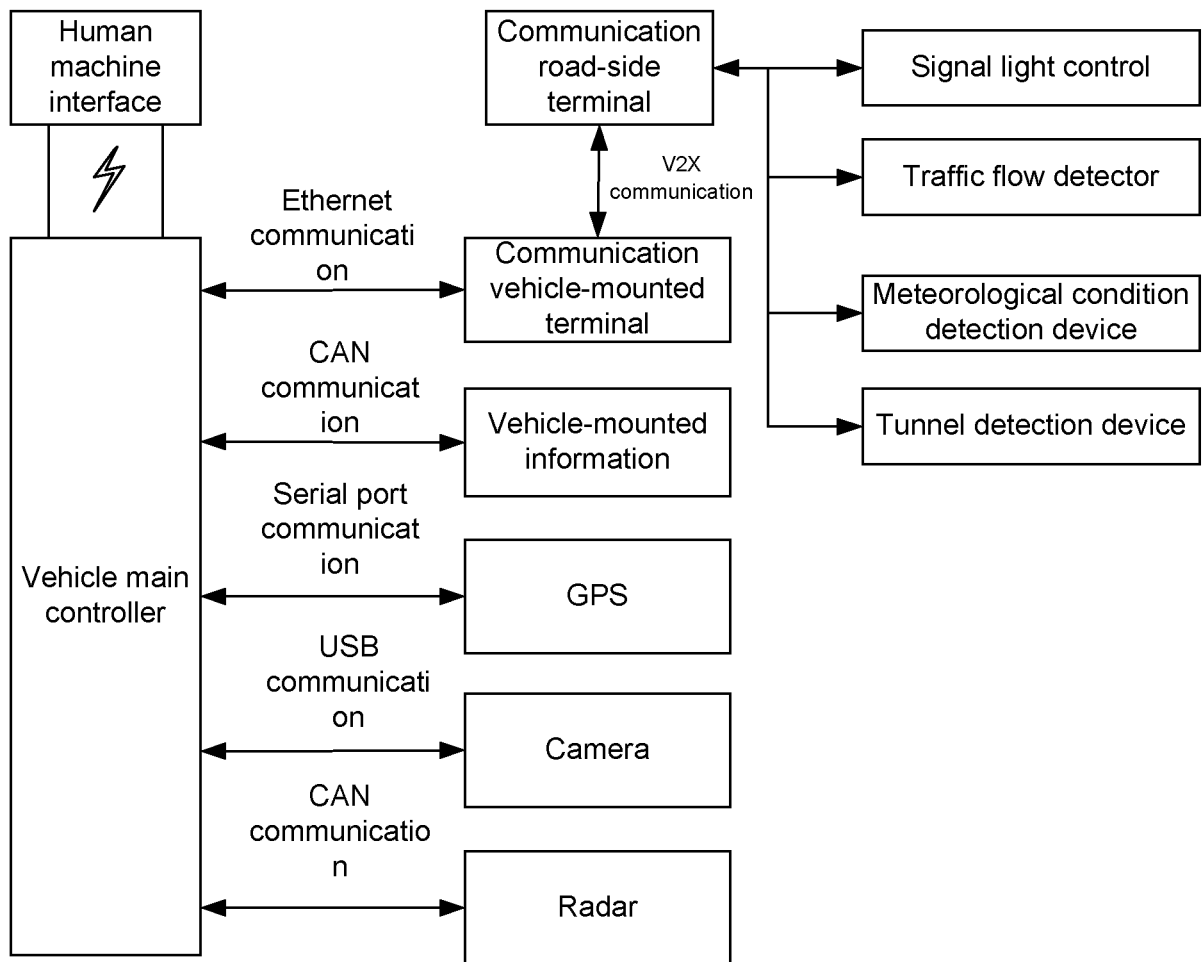 Human
machine
interface
Communication
road-side
terminal
Signal light control
V2X
communication
Traffic flow detector
Ethernet
communicati
on
Communication
vehicle-mounted
terminal
Meteorological condition
detection device
CAN
communicat
ion
Vehicle-mounted
information
Tunnel detection device
Serial port
communicat
ion
Vehicle main
controller
GPS
USB
communicati
on
Camera
CAN
communicatio
n
Radar